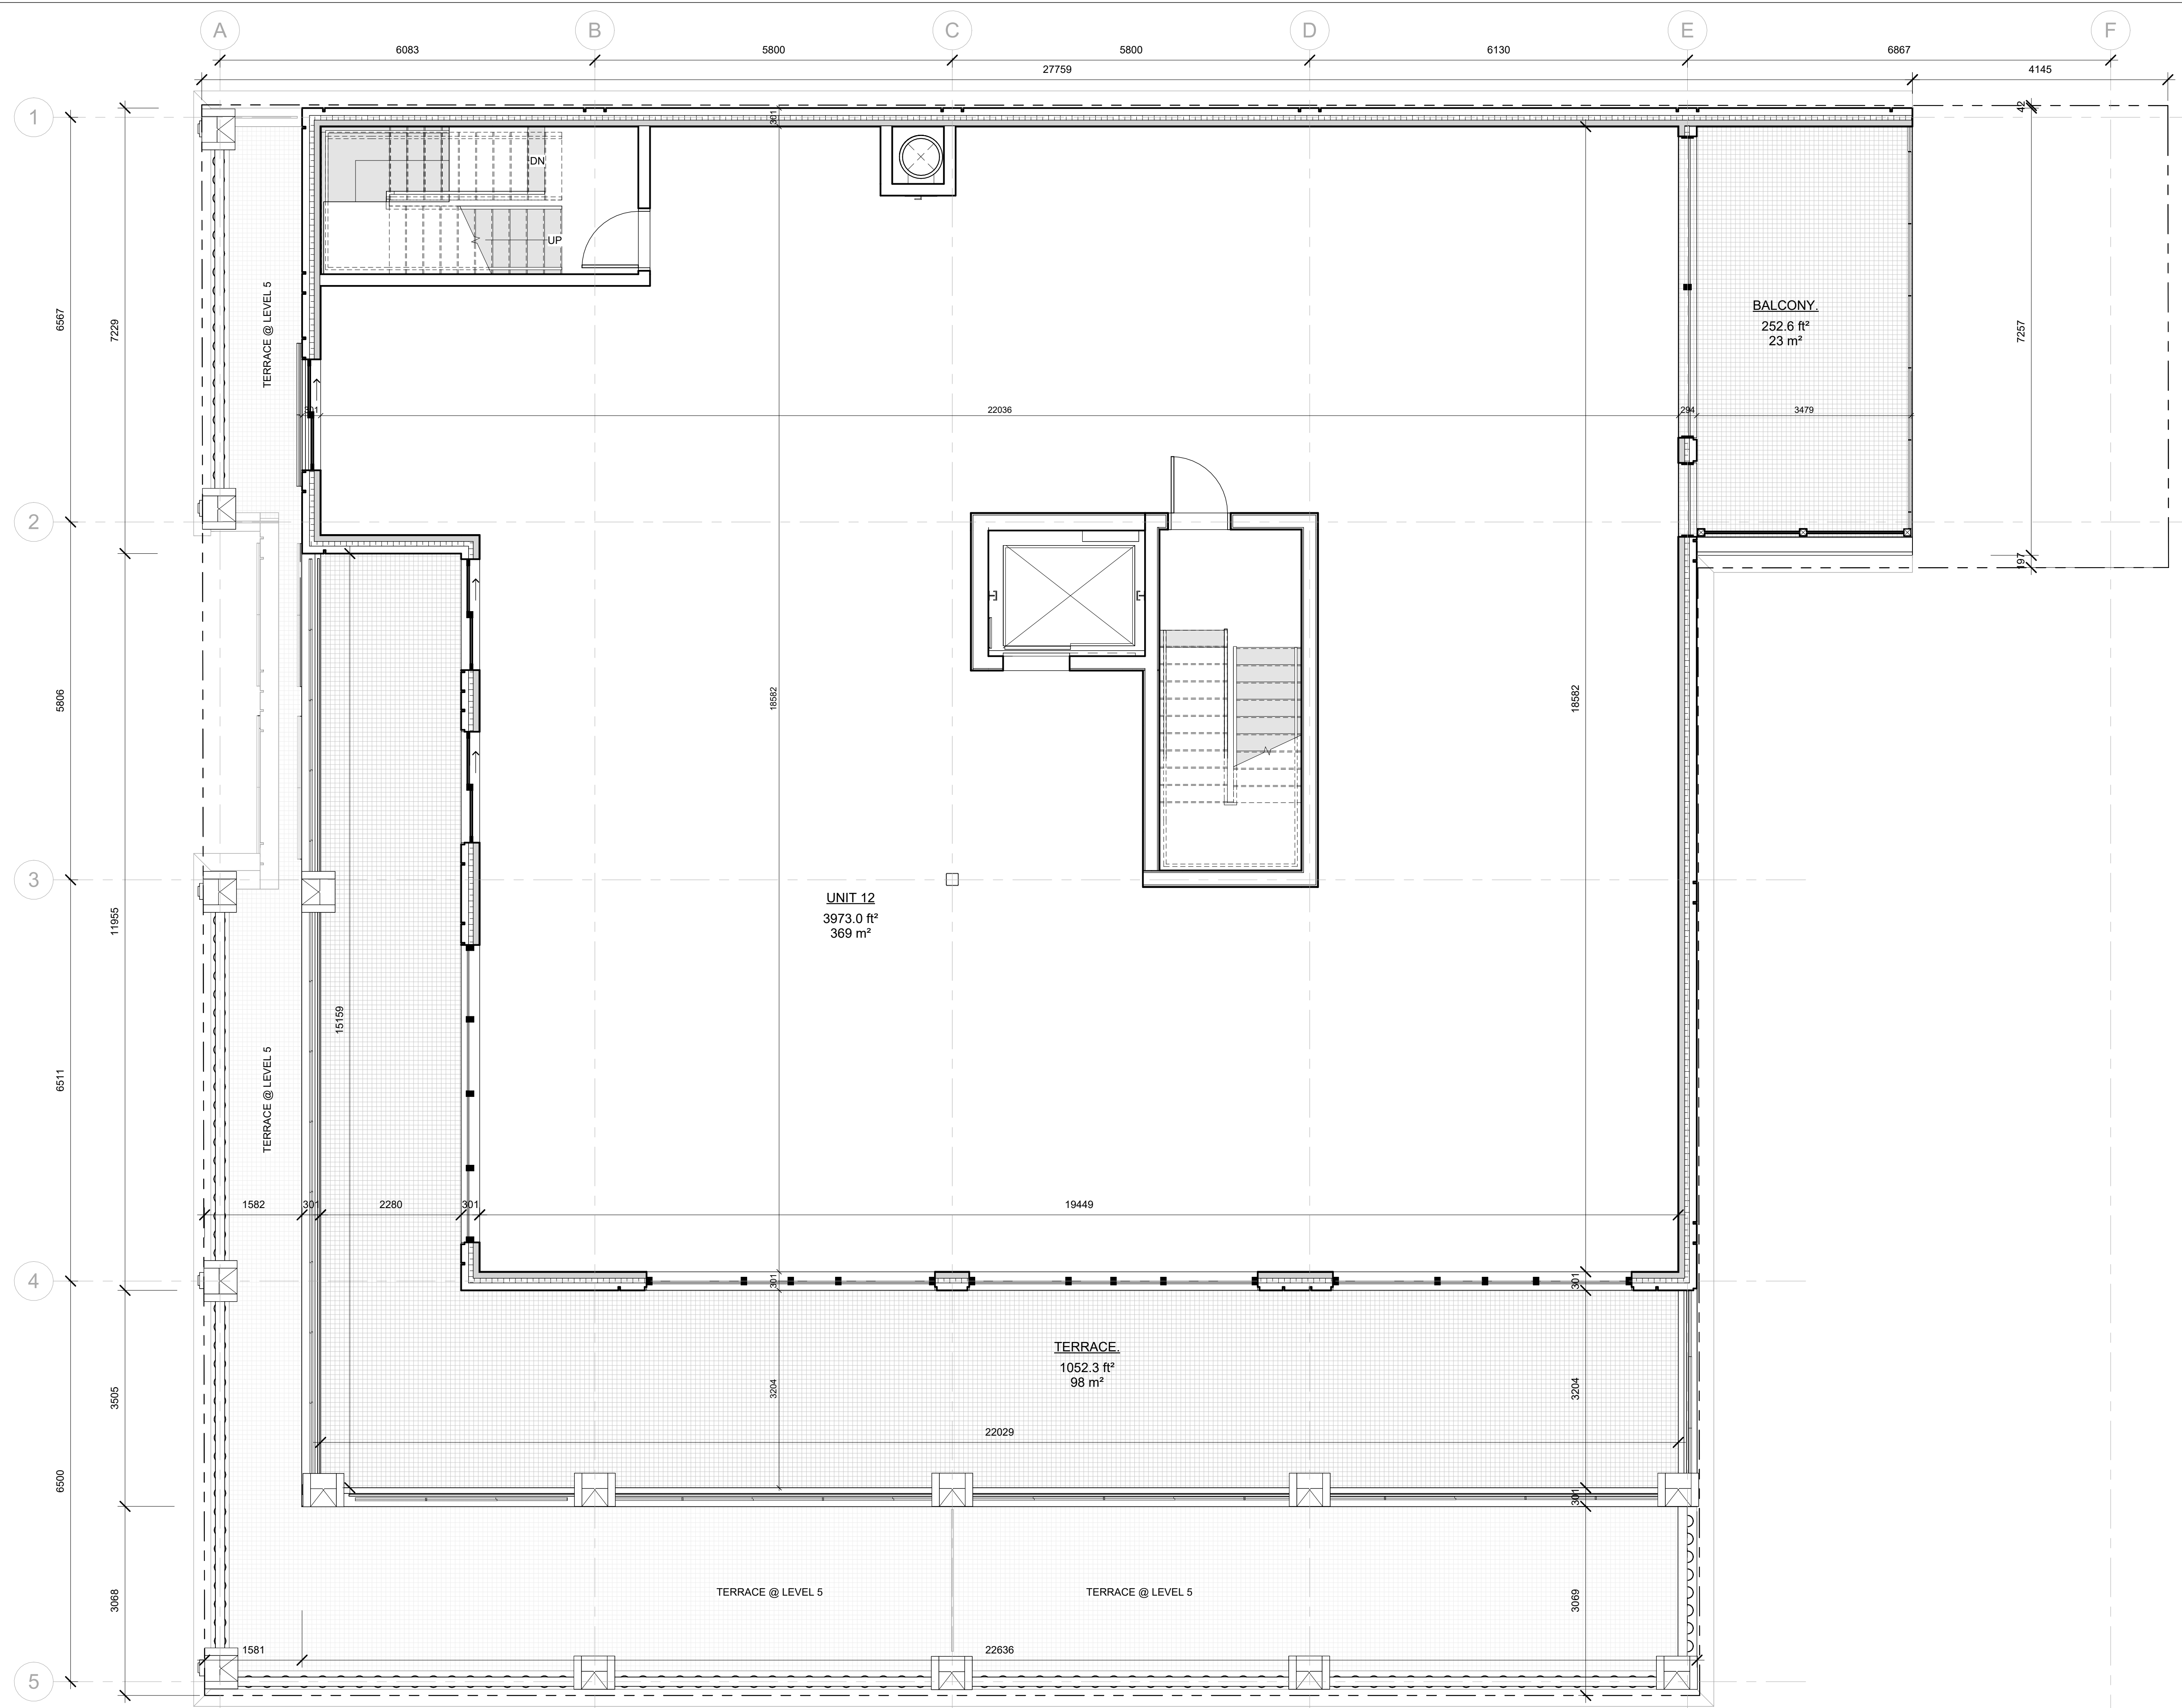 A
B
C
D
E
F
6083
5800
5800
6130
6867
27759
4145
1
42
301
DN
UP
TERRACE @ LEVEL 5
6567
7229
BALCONY.
252.6 ft²
23 m²
7257
301
22036
294
3479
2
197
5806
18582
18582
3
UNIT 12
3973.0 ft²
369 m²
11955
15159
6511
TERRACE @ LEVEL 5
1582
301
2280
301
19449
4
301
301
TERRACE.
1052.3 ft²
98 m²
3505
3204
3204
22029
6500
301
3068
TERRACE @ LEVEL 5
TERRACE @ LEVEL 5
3069
1581
22636
5